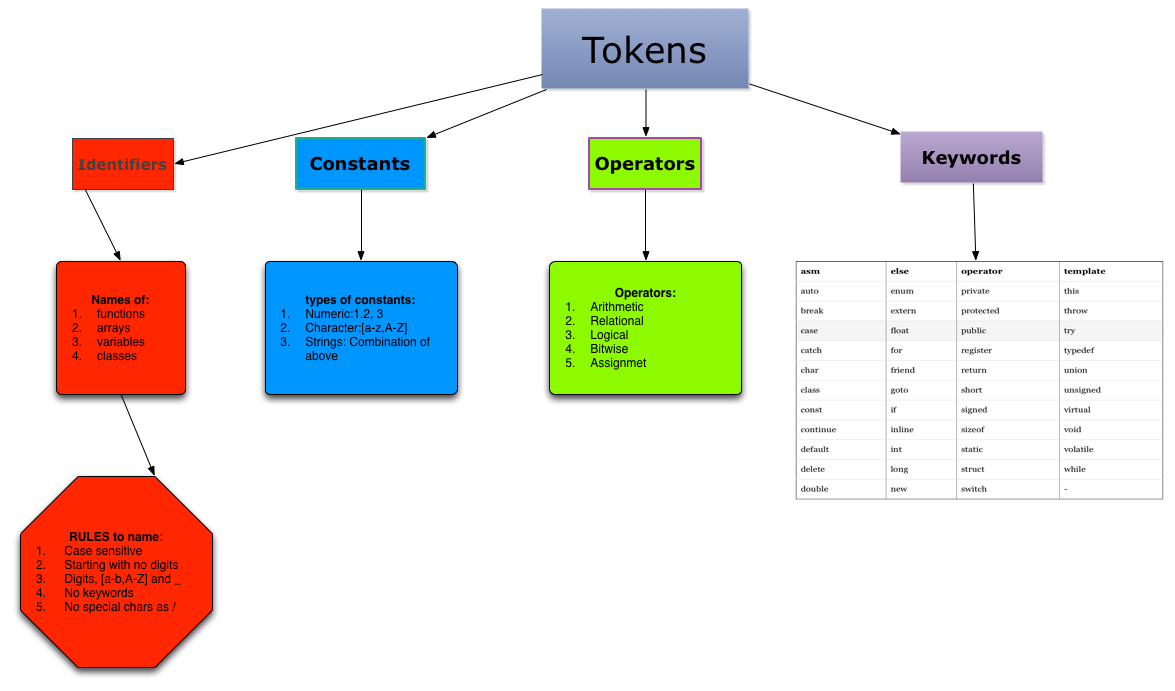 Tokens
Identifiers
Constants
Operators
Keywords
Names of:
1. functions
2. arrays
3. variables
4. classes
types of constants:
1. Numeric:1.2, 3
2. Character:[a-z,A-Z]
3. Strings: Combination of
above
Operators:
1. Arithmetic
2. Relational
3. Logical
4. Bitwise
5. Assignmet
asm else operator template
auto enum private this
break extern protected throw
case float public try
catch for register typedef
char friend return union
class goto short unsigned
const if signed virtual
continue inline sizeof void
default int static volatile
delete long struct while
double new switch -
RULES to name:
1. Case sensitive
2. Starting with no digits
3. Digits, [a-b,A-Z] and _
4. No keywords
5. No special chars as /